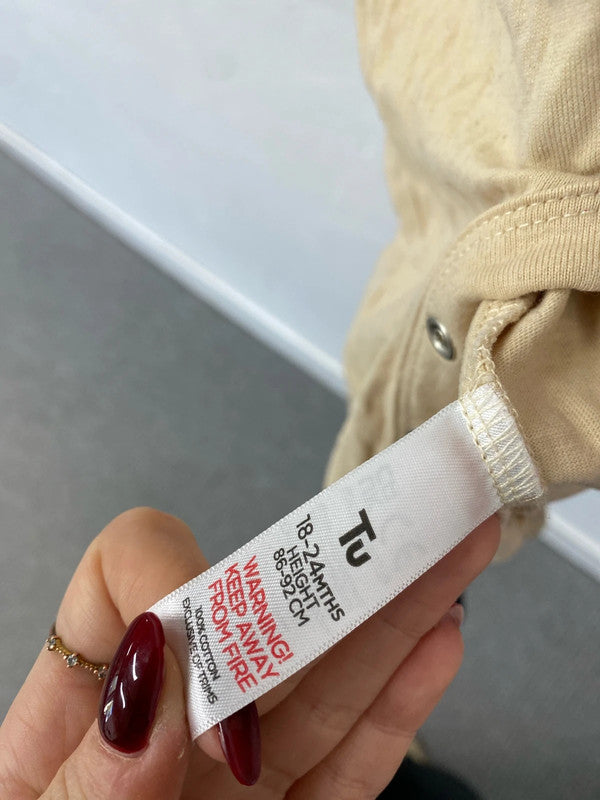 Tu
18-24MTHS
HEIGHT
86-92CM
WARNING!
KEEP AWAY
FROM FIRE
100% COTTON
EXCLUSIVE OF TRIMS